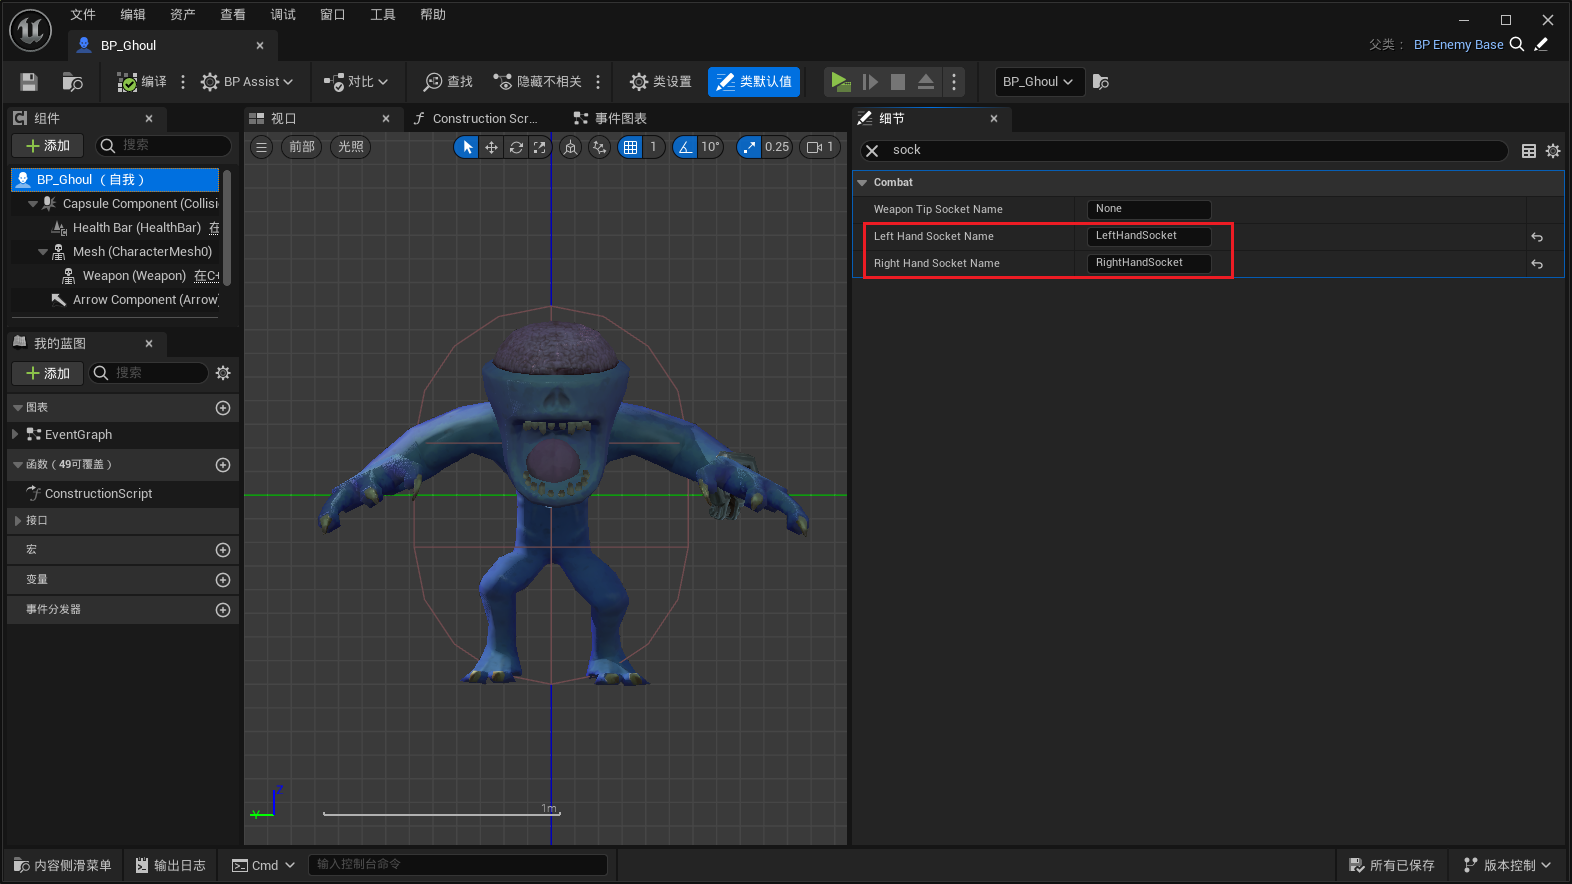 文件 编辑 资产 查看 调试 窗口 工具 帮助
BP_Ghoul
父类： BP Enemy Base
编译 BP Assist 对比 查找 隐藏不相关 类设置 类默认值 BP_Ghoul
组件
添加 搜索
BP_Ghoul （自我）
Capsule Component (Collisi
Health Bar (HealthBar) 在
Mesh (CharacterMesh0)
Weapon (Weapon) 在C+
Arrow Component (Arrow
我的蓝图
添加 搜索
图表
EventGraph
函数（49可覆盖）
ConstructionScript
接口
宏
变量
事件分发器
视口 Construction Scr... 事件图表
前部 光照 1 10° 0.25 1
Z
Y
1m
细节
sock
Combat
Weapon Tip Socket Name None
Left Hand Socket Name LeftHandSocket
Right Hand Socket Name RightHandSocket
内容侧滑菜单 输出日志 Cmd 输入控制台命令 所有已保存 版本控制